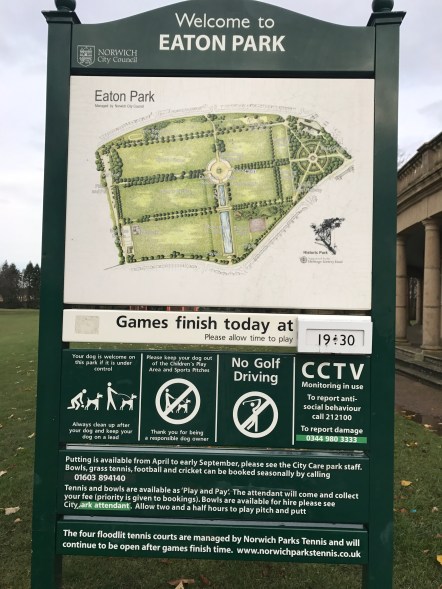 Welcome to
EATON PARK
NORWICH
City Council
Eaton Park
Managed by Norwich City Council
Historic Park
Games finish today at
Please allow time to play
19:30
Your dog is welcome on
this park if it is under
control
Always clean up after
your dog and keep your
dog on a lead
Please keep your dog out
of the Children's Play
Area and Sports Pitches
Thank you for being
a responsible dog owner
No Golf
Driving
CCTV
Monitoring in use
To report anti-
social behaviour
call 212100
To report damage
0344 980 3333
Putting is available from April to early September, please see the City Care park staff.
Bowls, grass tennis, football and cricket can be booked seasonally by calling
01603 894140
Tennis and bowls are available as 'Play and Pay'. The attendant will come and collect
your fee (priority is given to bookings). Bowls are available for hire please see
City park attendant. Allow two and a half hours to play pitch and putt
The four floodlit tennis courts are managed by Norwich Parks Tennis and will
continue to be open after games finish time. www.norwichparkstennis.co.uk